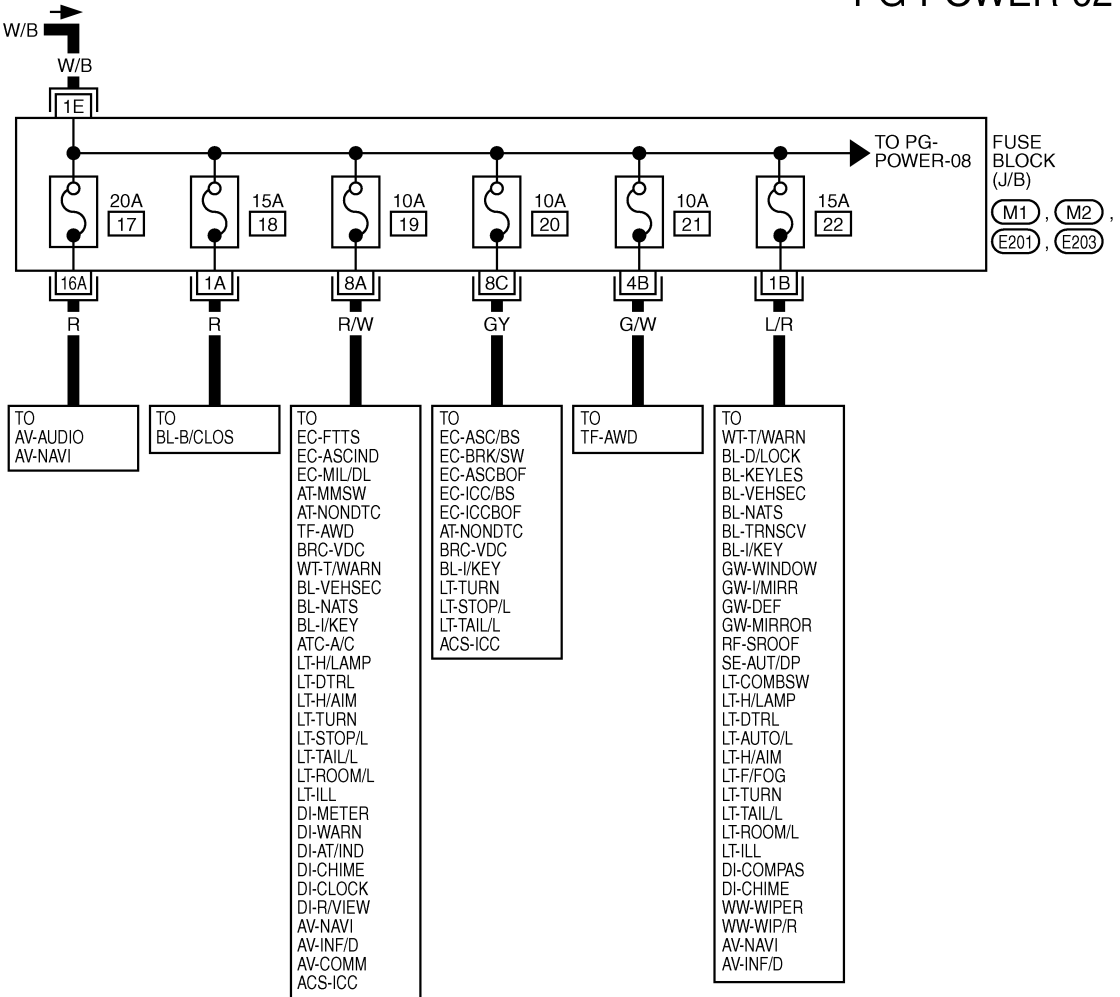 PG-POWER-02
W/B
W/B
1E
TO PG-
POWER-08
FUSE
BLOCK
(J/B)
M1 , M2 ,
E201 , E203
20A
17
15A
18
10A
19
10A
20
10A
21
15A
22
16A
1A
8A
8C
4B
1B
R
R
R/W
GY
G/W
L/R
TO
AV-AUDIO
AV-NAVI
TO
BL-B/CLOS
TO
EC-FTTS
EC-ASCIND
EC-MIL/DL
AT-MMSW
AT-NONDTC
TF-AWD
BRC-VDC
WT-T/WARN
BL-VEHSEC
BL-NATS
BL-I/KEY
ATC-A/C
LT-H/LAMP
LT-DTRL
LT-H/AIM
LT-TURN
LT-STOP/L
LT-TAIL/L
LT-ROOM/L
LT-ILL
DI-METER
DI-WARN
DI-AT/IND
DI-CHIME
DI-CLOCK
DI-R/VIEW
AV-NAVI
AV-INF/D
AV-COMM
ACS-ICC
TO
EC-ASC/BS
EC-BRK/SW
EC-ASCBOF
EC-ICC/BS
EC-ICCBOF
AT-NONDTC
BRC-VDC
BL-I/KEY
LT-TURN
LT-STOP/L
LT-TAIL/L
ACS-ICC
TO
TF-AWD
TO
WT-T/WARN
BL-D/LOCK
BL-KEYLES
BL-VEHSEC
BL-NATS
BL-TRNSCV
BL-I/KEY
GW-WINDOW
GW-I/MIRR
GW-DEF
GW-MIRROR
RF-SROOF
SE-AUT/DP
LT-COMBSW
LT-H/LAMP
LT-DTRL
LT-AUTO/L
LT-H/AIM
LT-F/FOG
LT-TURN
LT-TAIL/L
LT-ROOM/L
LT-ILL
DI-COMPAS
DI-CHIME
WW-WIPER
WW-WIP/R
AV-NAVI
AV-INF/D